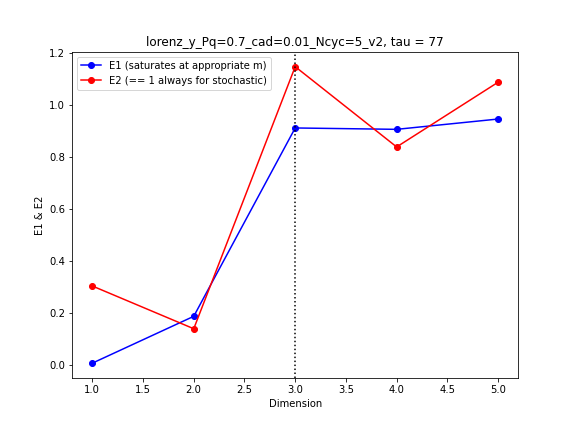 lorenz_y_Pq=0.7_cad=0.01_Ncyc=5_v2, tau = 77
E1 (saturates at appropriate m)
E2 (== 1 always for stochastic)
1.2
1.0
0.8
0.6
0.4
0.2
0.0
E1 & E2
1.0 1.5 2.0 2.5 3.0 3.5 4.0 4.5 5.0
Dimension